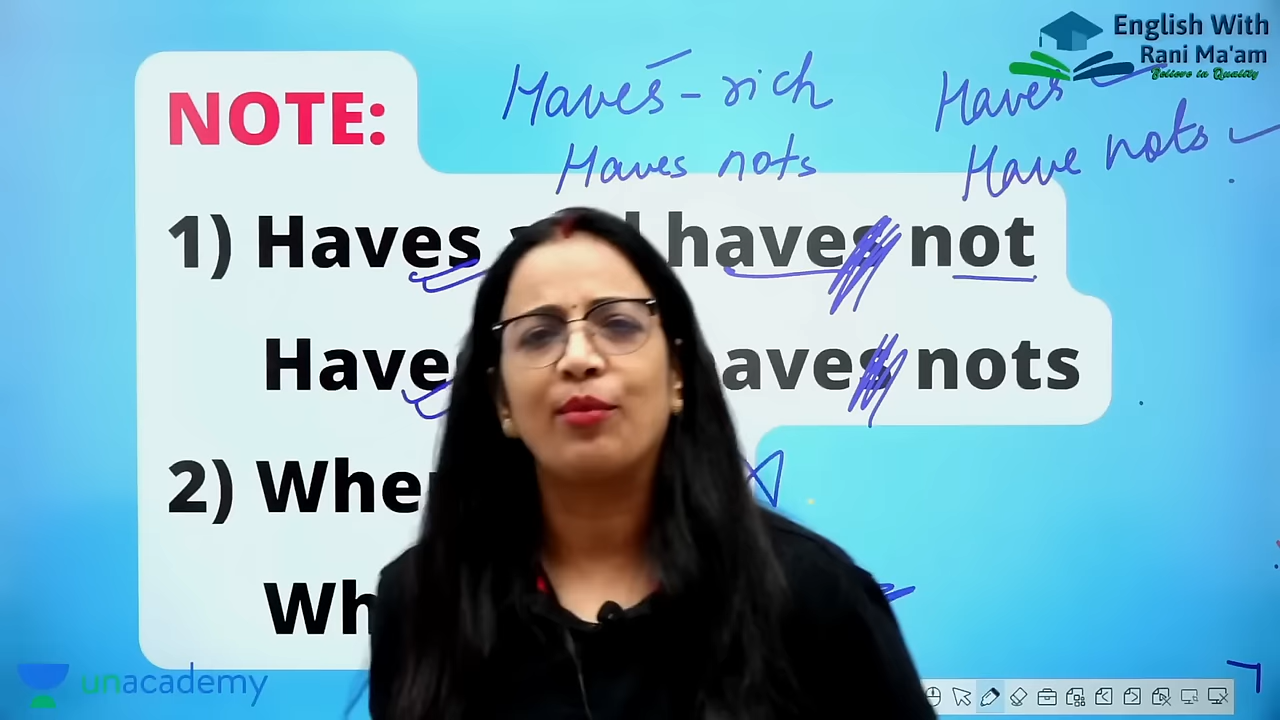 English With
Rani Ma'am
Believe in Quality
NOTE:
Haves - rich
Haves nots
Haves
Have nots
1) Haves haves not
Have aves nots
2) Whe
Wh
unacademy